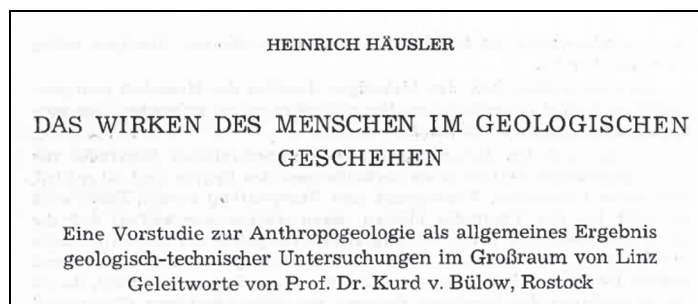 HEINRICH HÄUSLER
DAS WIRKEN DES MENSCHEN IM GEOLOGISCHEN
GESCHEHEN
Eine Vorstudie zur Anthropogeologie als allgemeines Ergebnis
geologisch-technischer Untersuchungen im Großraum von Linz
Geleitworte von Prof. Dr. Kurd v. Bülow, Rostock